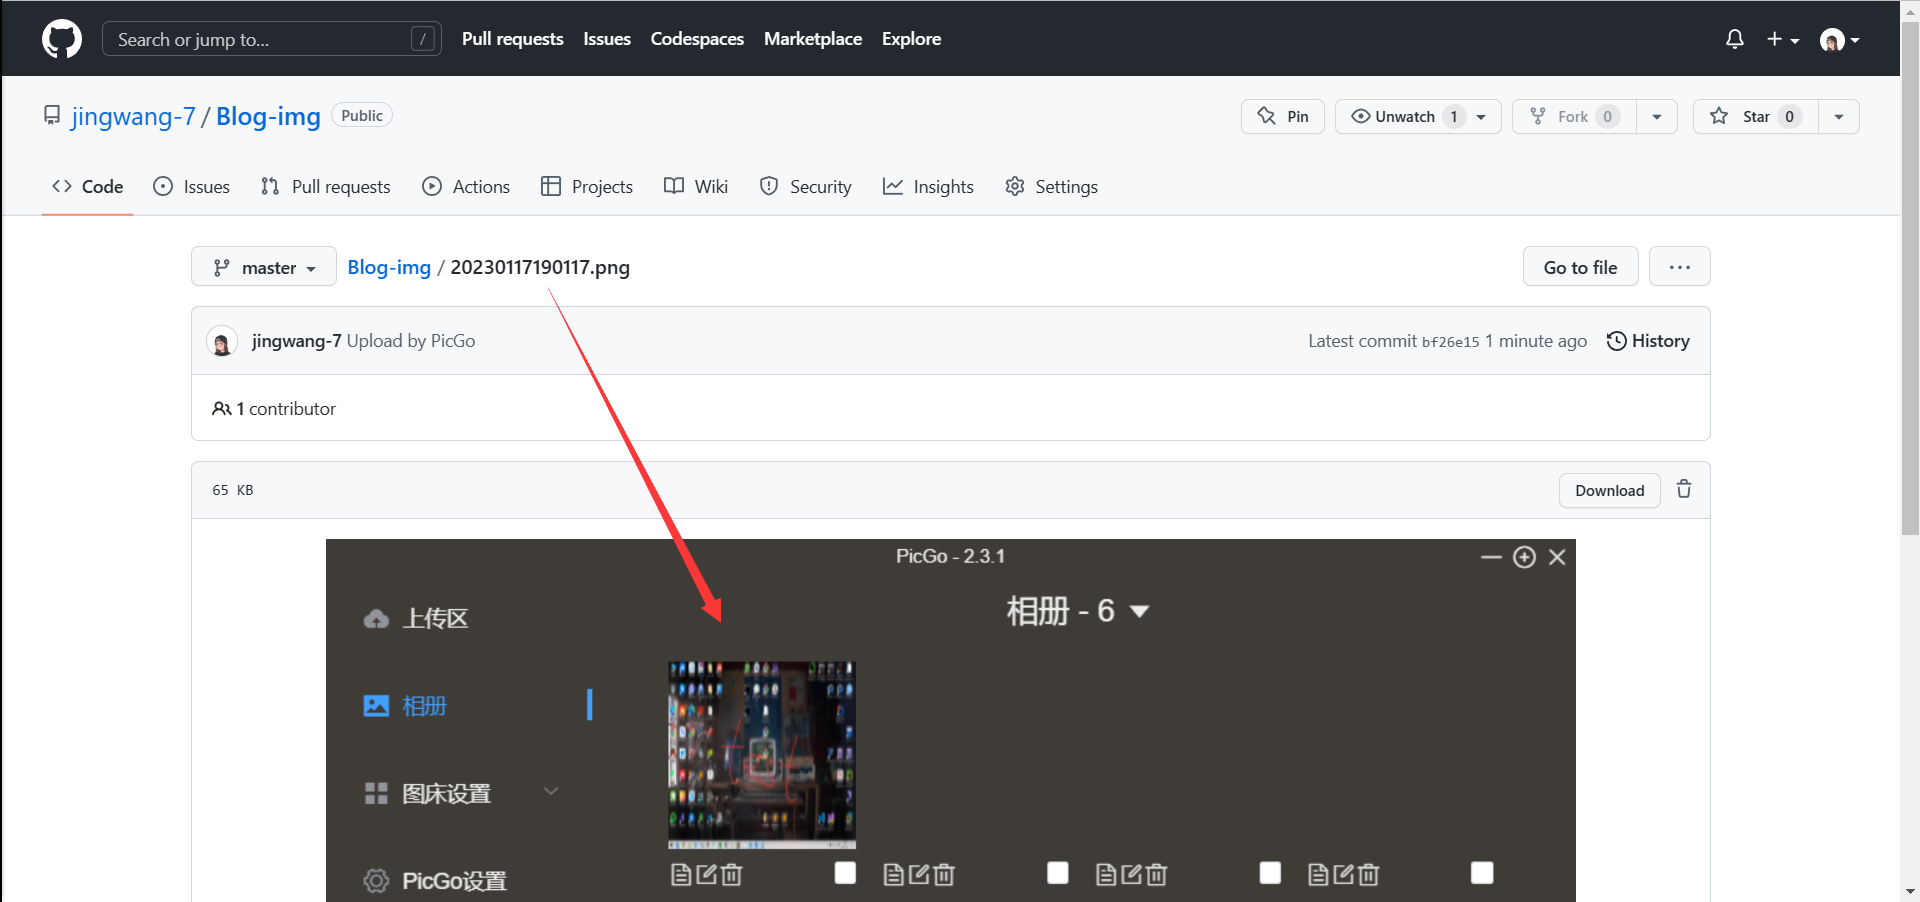 Search or jump to... /
Pull requests Issues Codespaces Marketplace Explore
jingwang-7 / Blog-img Public
Pin Unwatch 1 Fork 0 Star 0
Code Issues Pull requests Actions Projects Wiki Security Insights Settings
master Blog-img / 20230117190117.png Go to file ...
jingwang-7 Upload by PicGo Latest commit bf26e15 1 minute ago History
1 contributor
65 KB Download
PicGo - 2.3.1
上传区
相册 - 6
相册
图床设置
PicGo设置